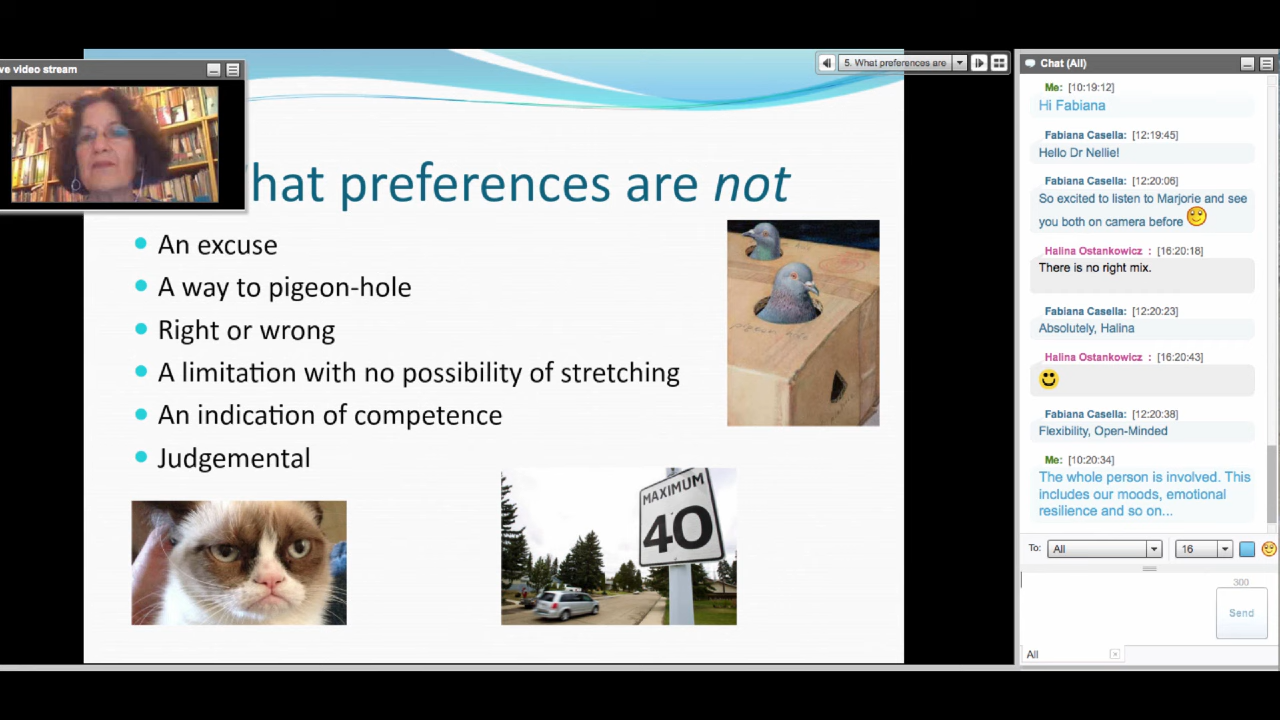 ve video stream
5. What preferences are
hat preferences are not
An excuse
A way to pigeon-hole
Right or wrong
A limitation with no possibility of stretching
An indication of competence
Judgemental
MAXIMUM
40
Chat (All)
Me: [10:19:12]
Hi Fabiana
Fabiana Casella: [12:19:45]
Hello Dr Nellie!
Fabiana Casella: [12:20:06]
So excited to listen to Marjorie and see
you both on camera before
Halina Ostankowicz : [16:20:18]
There is no right mix.
Fabiana Casella: [12:20:23]
Absolutely, Halina
Halina Ostankowicz : [16:20:43]
Fabiana Casella: [12:20:38]
Flexibility, Open-Minded
Me: [10:20:34]
The whole person is involved. This
includes our moods, emotional
resilience and so on...
To: All 16
300
Send
All